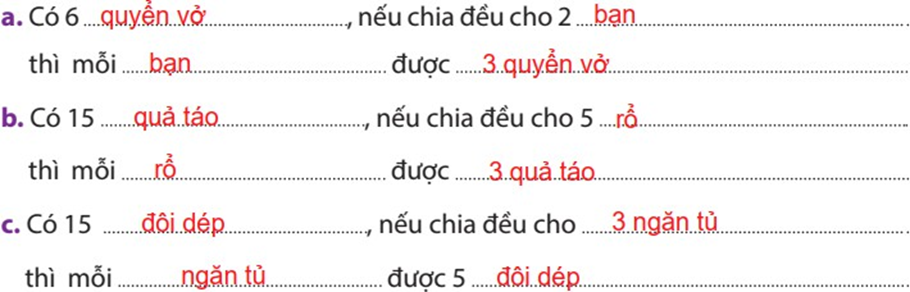 a. Có 6 quyển vở, nếu chia đều cho 2 bạn
thì mỗi bạn được 3 quyển vở
b. Có 15 quả táo, nếu chia đều cho 5 rổ
thì mỗi rổ được 3 quả táo
c. Có 15 đôi dép, nếu chia đều cho 3 ngăn tủ
thì mỗi ngăn tủ được 5 đôi dép